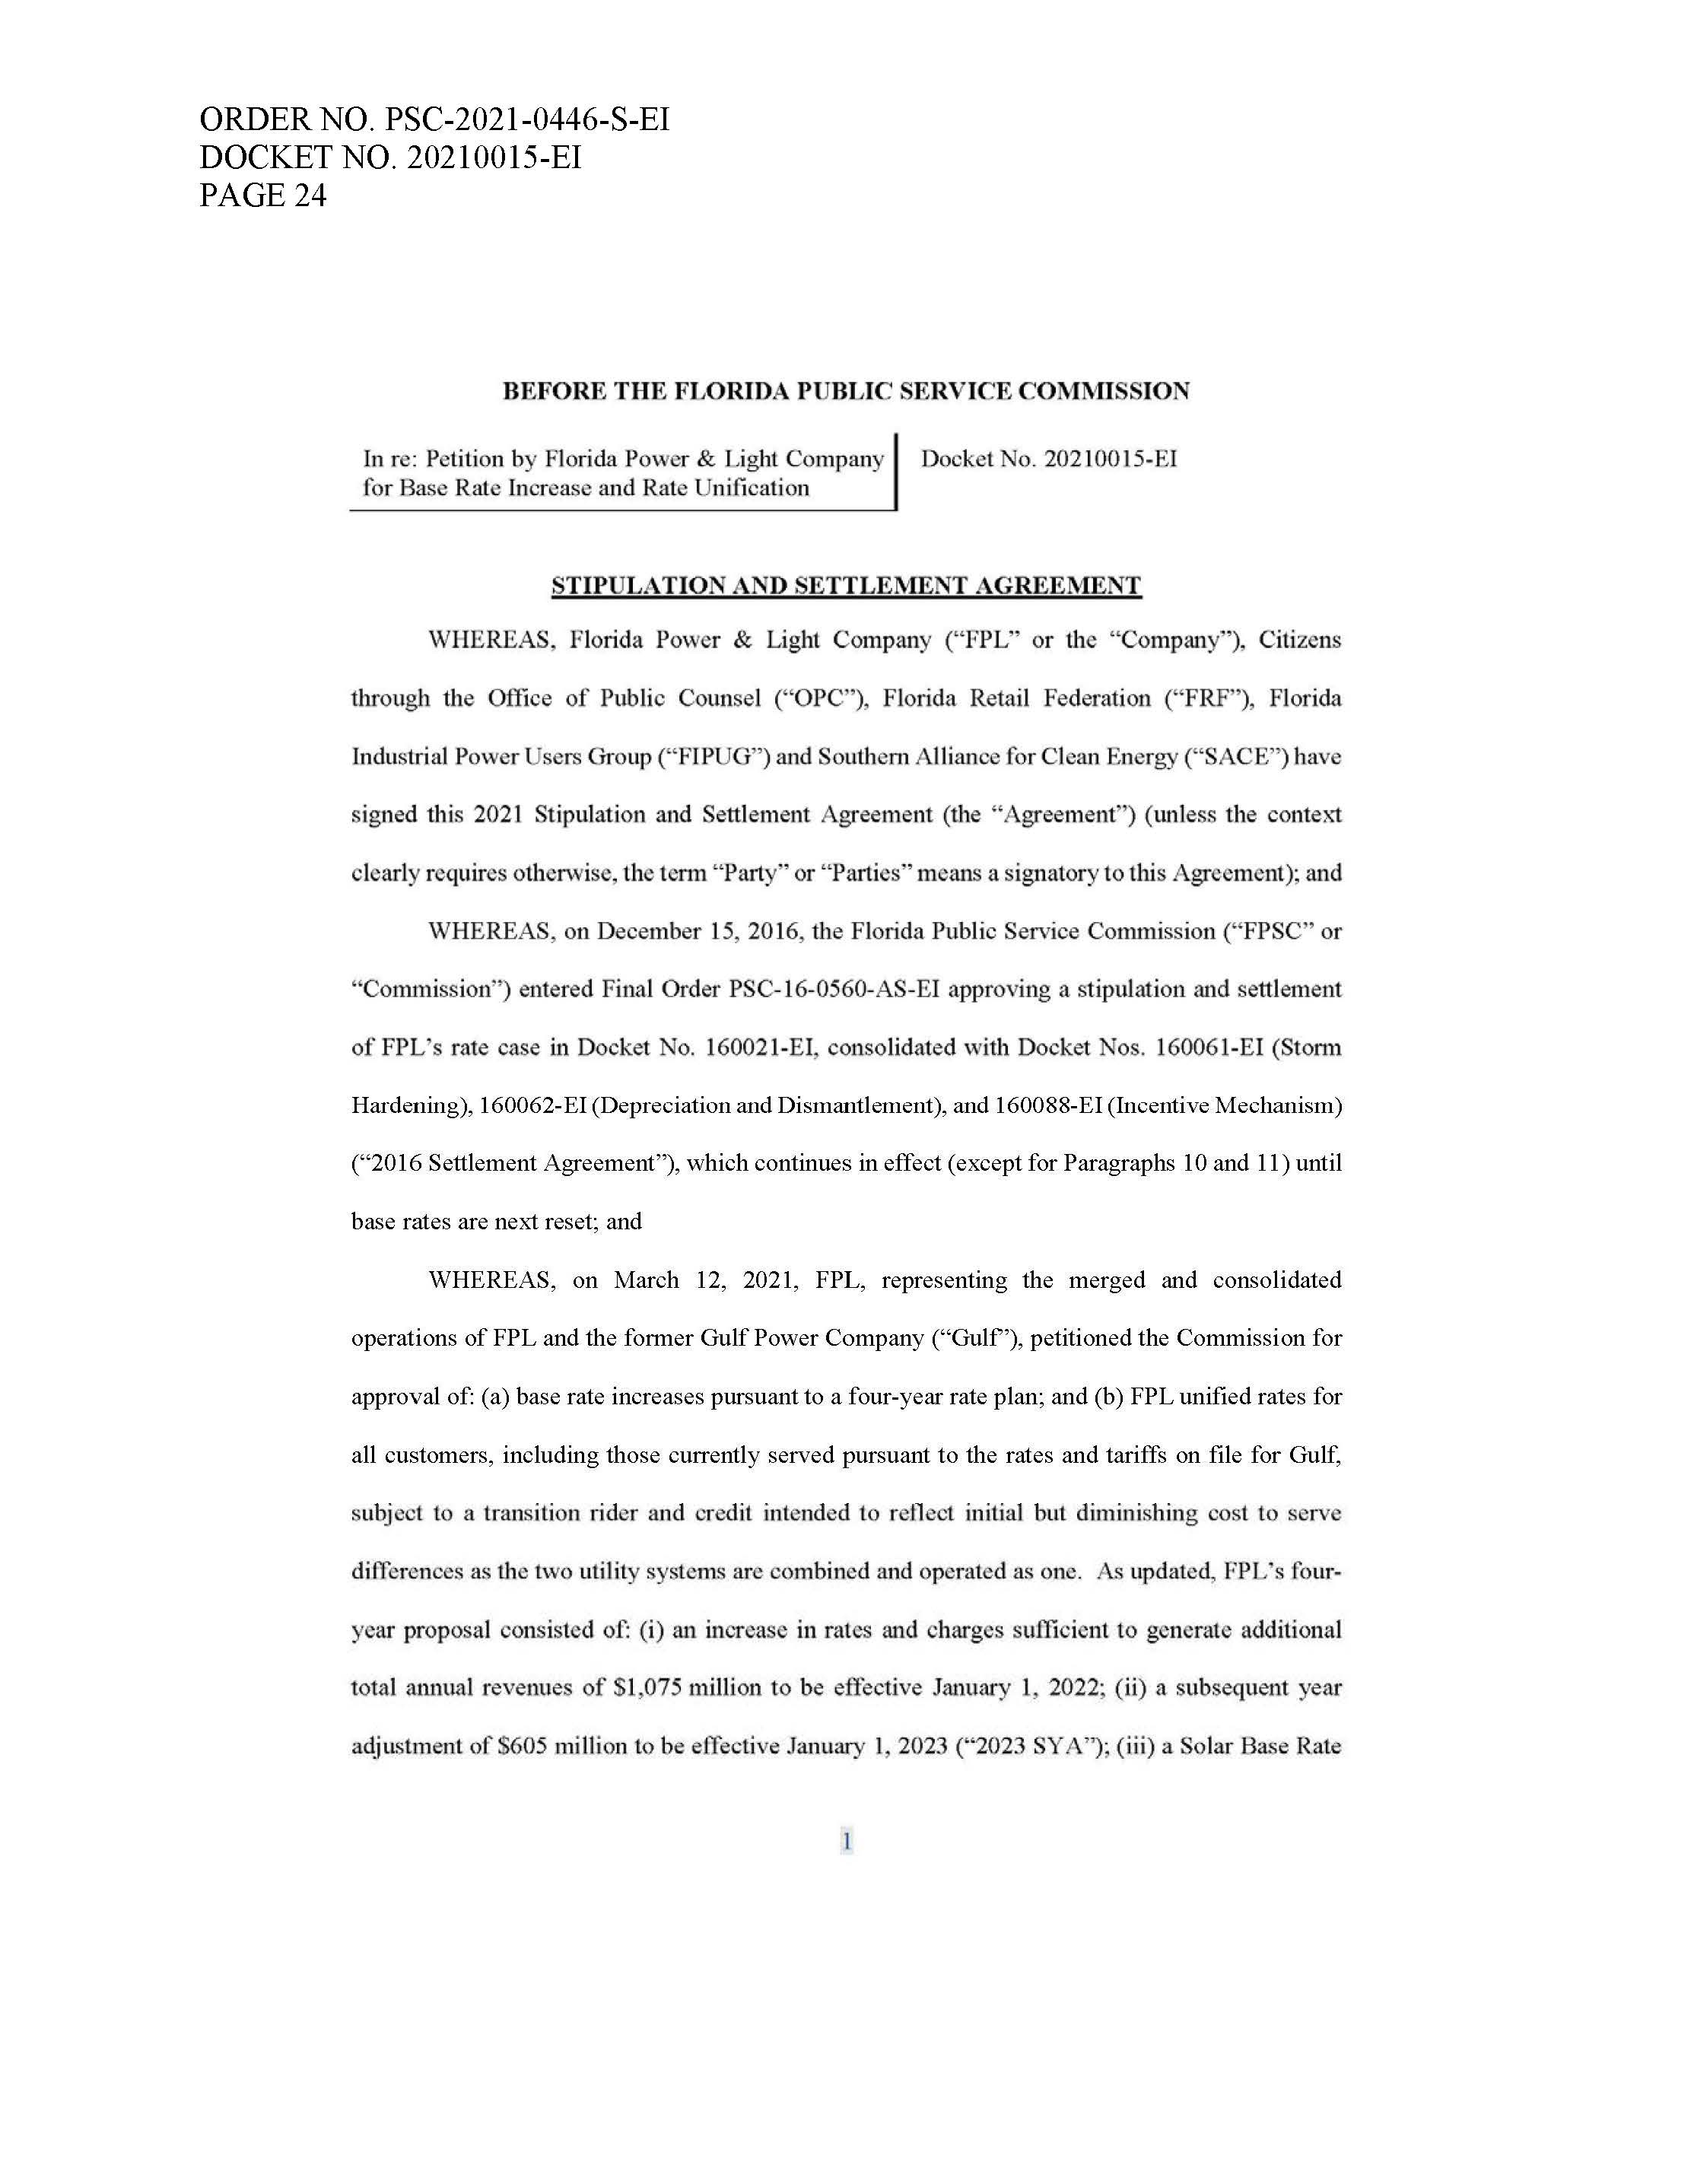 ORDER NO. PSC-2021-0446-S-EI
DOCKET NO. 20210015-EI
PAGE 24
BEFORE THE FLORIDA PUBLIC SERVICE COMMISSION
In re: Petition by Florida Power & Light Company
for Base Rate Increase and Rate Unification
Docket No. 20210015-EI
STIPULATION AND SETTLEMENT AGREEMENT
WHEREAS, Florida Power & Light Company (“FPL” or the “Company”), Citizens
through the Office of Public Counsel (“OPC”), Florida Retail Federation (“FRF”), Florida
Industrial Power Users Group (“FIPUG”) and Southern Alliance for Clean Energy (“SACE”) have
signed this 2021 Stipulation and Settlement Agreement (the “Agreement”) (unless the context
clearly requires otherwise, the term “Party” or “Parties” means a signatory to this Agreement); and
WHEREAS, on December 15, 2016, the Florida Public Service Commission (“FPSC” or
“Commission”) entered Final Order PSC-16-0560-AS-EI approving a stipulation and settlement
of FPL’s rate case in Docket No. 160021-EI, consolidated with Docket Nos. 160061-EI (Storm
Hardening), 160062-EI (Depreciation and Dismantlement), and 160088-EI (Incentive Mechanism)
(“2016 Settlement Agreement”), which continues in effect (except for Paragraphs 10 and 11) until
base rates are next reset; and
WHEREAS, on March 12, 2021, FPL, representing the merged and consolidated
operations of FPL and the former Gulf Power Company (“Gulf”), petitioned the Commission for
approval of: (a) base rate increases pursuant to a four-year rate plan; and (b) FPL unified rates for
all customers, including those currently served pursuant to the rates and tariffs on file for Gulf,
subject to a transition rider and credit intended to reflect initial but diminishing cost to serve
differences as the two utility systems are combined and operated as one. As updated, FPL’s four-
year proposal consisted of: (i) an increase in rates and charges sufficient to generate additional
total annual revenues of $1,075 million to be effective January 1, 2022; (ii) a subsequent year
adjustment of $605 million to be effective January 1, 2023 (“2023 SYA”); (iii) a Solar Base Rate
1